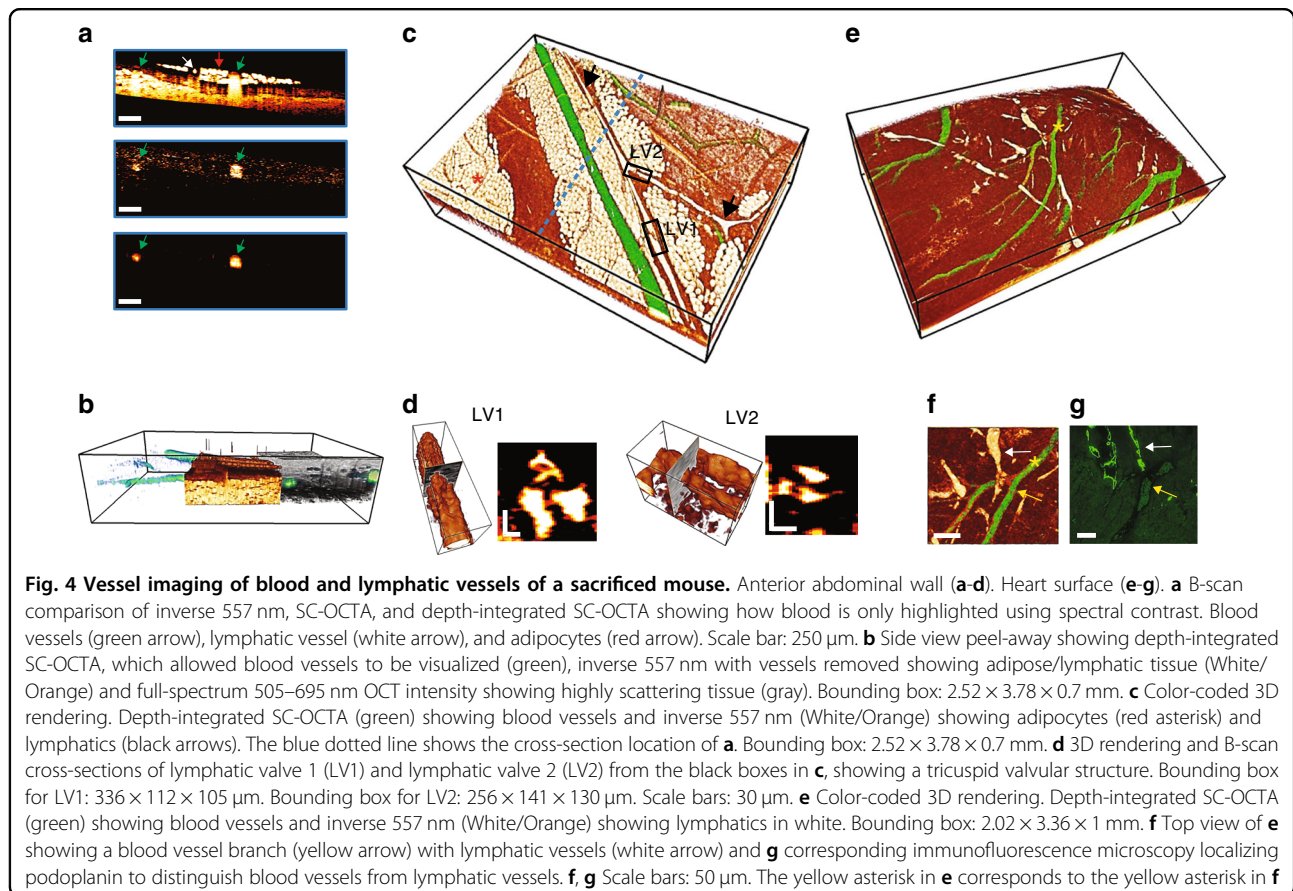 a
c
e
LV2
LV1
b
d
LV1
LV2
f
g
Fig. 4 Vessel imaging of blood and lymphatic vessels of a sacrificed mouse. Anterior abdominal wall (a-d). Heart surface (e-g). a B-scan
comparison of inverse 557 nm, SC-OCTA, and depth-integrated SC-OCTA showing how blood is only highlighted using spectral contrast. Blood
vessels (green arrow), lymphatic vessel (white arrow), and adipocytes (red arrow). Scale bar: 250 μm. b Side view peel-away showing depth-integrated
SC-OCTA, which allowed blood vessels to be visualized (green), inverse 557 nm with vessels removed showing adipose/lymphatic tissue (White/
Orange) and full-spectrum 505–695 nm OCT intensity showing highly scattering tissue (gray). Bounding box: 2.52 × 3.78 × 0.7 mm. c Color-coded 3D
rendering. Depth-integrated SC-OCTA (green) showing blood vessels and inverse 557 nm (White/Orange) showing adipocytes (red asterisk) and
lymphatics (black arrows). The blue dotted line shows the cross-section location of a. Bounding box: 2.52 × 3.78 × 0.7 mm. d 3D rendering and B-scan
cross-sections of lymphatic valve 1 (LV1) and lymphatic valve 2 (LV2) from the black boxes in c, showing a tricuspid valvular structure. Bounding box
for LV1: 336 × 112 × 105 μm. Bounding box for LV2: 256 × 141 × 130 μm. Scale bars: 30 μm. e Color-coded 3D rendering. Depth-integrated SC-OCTA
(green) showing blood vessels and inverse 557 nm (White/Orange) showing lymphatics in white. Bounding box: 2.02 × 3.36 × 1 mm. f Top view of e
showing a blood vessel branch (yellow arrow) with lymphatic vessels (white arrow) and g corresponding immunofluorescence microscopy localizing
podoplanin to distinguish blood vessels from lymphatic vessels. f, g Scale bars: 50 μm. The yellow asterisk in e corresponds to the yellow asterisk in f